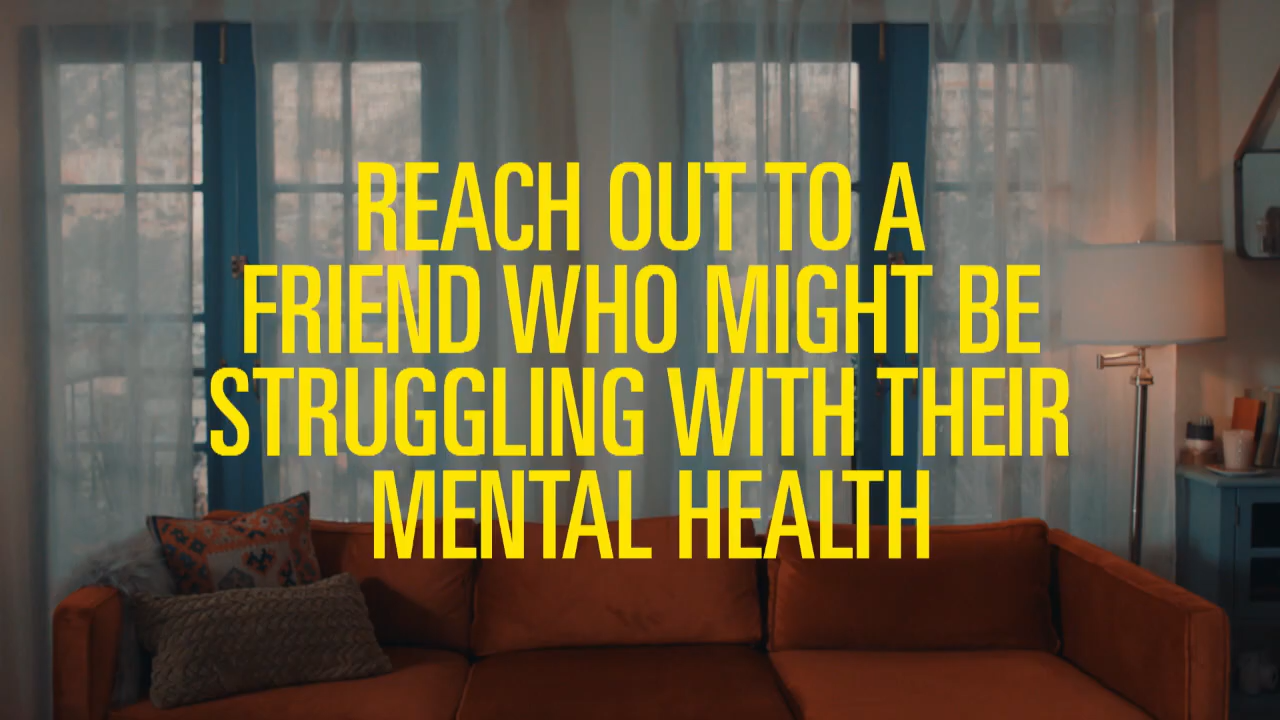 REACH OUT TO A
FRIEND WHO MIGHT BE
STRUGGLING WITH THEIR
MENTAL HEALTH